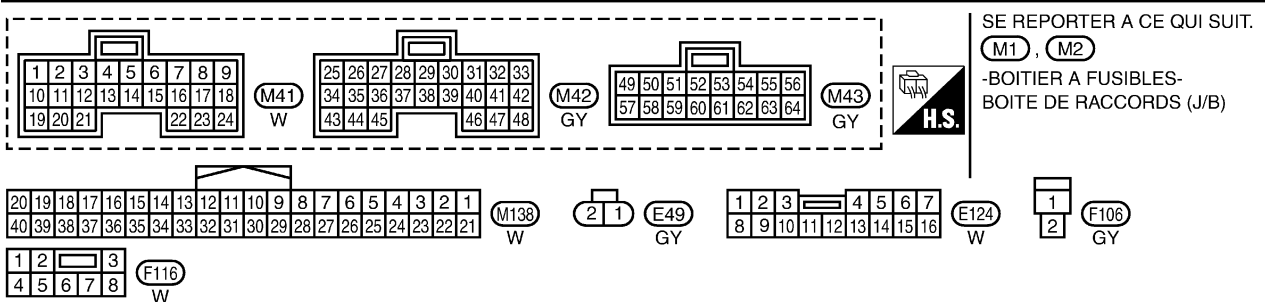 SE REPORTER A CE QUI SUIT.
M1 , M2
-BOITIER A FUSIBLES-
BOITE DE RACCORDS (J/B)
1 2 3 4 5 6 7 8 9
10 11 12 13 14 15 16 17 18
19 20 21 22 23 24
M41
W
25 26 27 28 29 30 31 32 33
34 35 36 37 38 39 40 41 42
43 44 45 46 47 48
M42
GY
49 50 51 52 53 54 55 56
57 58 59 60 61 62 63 64
M43
GY
H.S.
20 19 18 17 16 15 14 13 12 11 10 9 8 7 6 5 4 3 2 1
40 39 38 37 36 35 34 33 32 31 30 29 28 27 26 25 24 23 22 21
M138
W
2 1
E49
GY
1 2 3 4 5 6 7
8 9 10 11 12 13 14 15 16
E124
W
1
2
F106
GY
1 2 3
4 5 6 7 8
F116
W